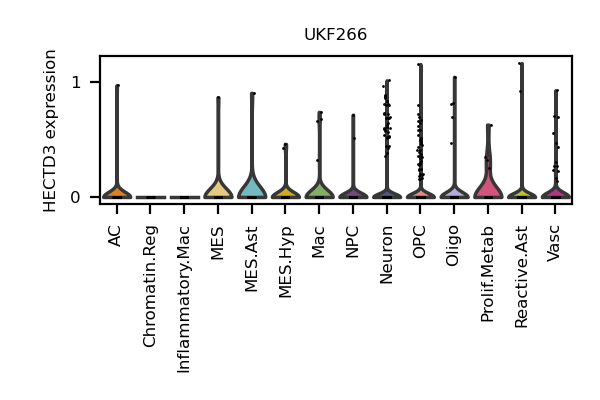 UKF266
HECTD3 expression
1
0
AC
Chromatin.Reg
Inflammatory.Mac
MES
MES.Ast
MES.Hyp
Mac
NPC
Neuron
OPC
Oligo
Prolif.Metab
Reactive.Ast
Vasc